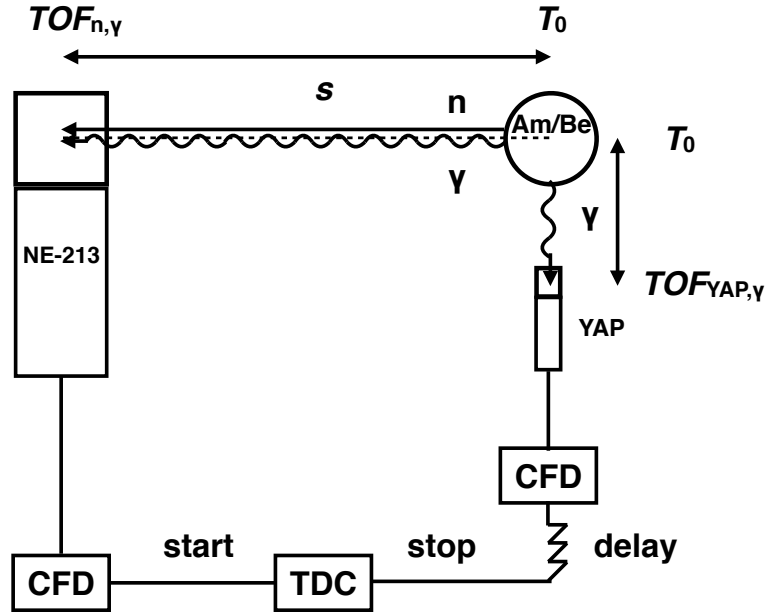 TOFn,γ
T0
s
n
Am/Be
T0
γ
γ
NE-213
TOFYAP,γ
YAP
CFD
start
stop
delay
CFD
TDC